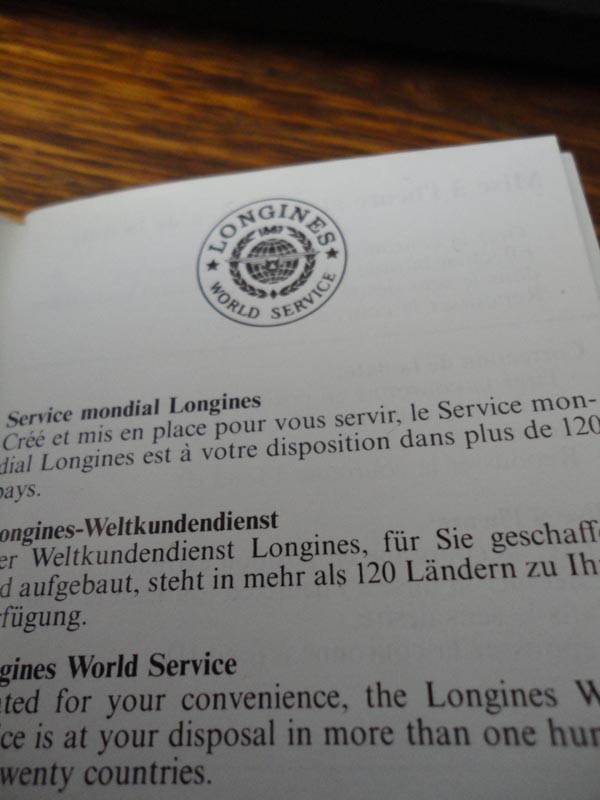 LONGINES
1867
WORLD SERVICE
Service mondial Longines
Créé et mis en place pour vous servir, le Service mon-
dial Longines est à votre disposition dans plus de 120
pays.
ongines-Weltkundendienst
er Weltkundendienst Longines, für Sie geschaffe
d aufgebaut, steht in mehr als 120 Ländern zu Ih
fügung.
gines World Service
ted for your convenience, the Longines W
ce is at your disposal in more than one hun
wenty countries.